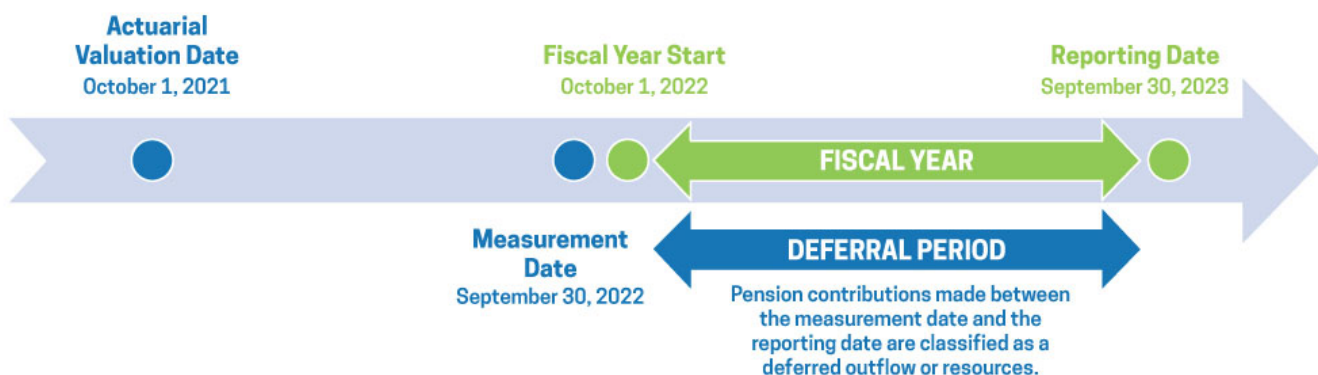 Actuarial
Valuation Date
October 1, 2021
Fiscal Year Start
October 1, 2022
Reporting Date
September 30, 2023
FISCAL YEAR
Measurement
Date
September 30, 2022
DEFERRAL PERIOD
Pension contributions made between
the measurement date and the
reporting date are classified as a
deferred outflow or resources.